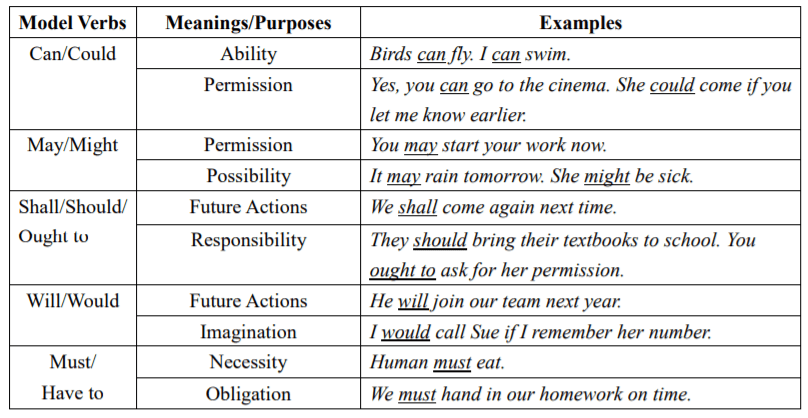 Model Verbs Meanings/Purposes Examples
Can/Could Ability Birds can fly. I can swim.
Permission Yes, you can go to the cinema. She could come if you
let me know earlier.
May/Might Permission You may start your work now.
Possibility It may rain tomorrow. She might be sick.
Shall/Should/ Future Actions We shall come again next time.
Ought to Responsibility They should bring their textbooks to school. You
ought to ask for her permission.
Will/Would Future Actions He will join our team next year.
Imagination I would call Sue if I remember her number.
Must/ Necessity Human must eat.
Have to Obligation We must hand in our homework on time.